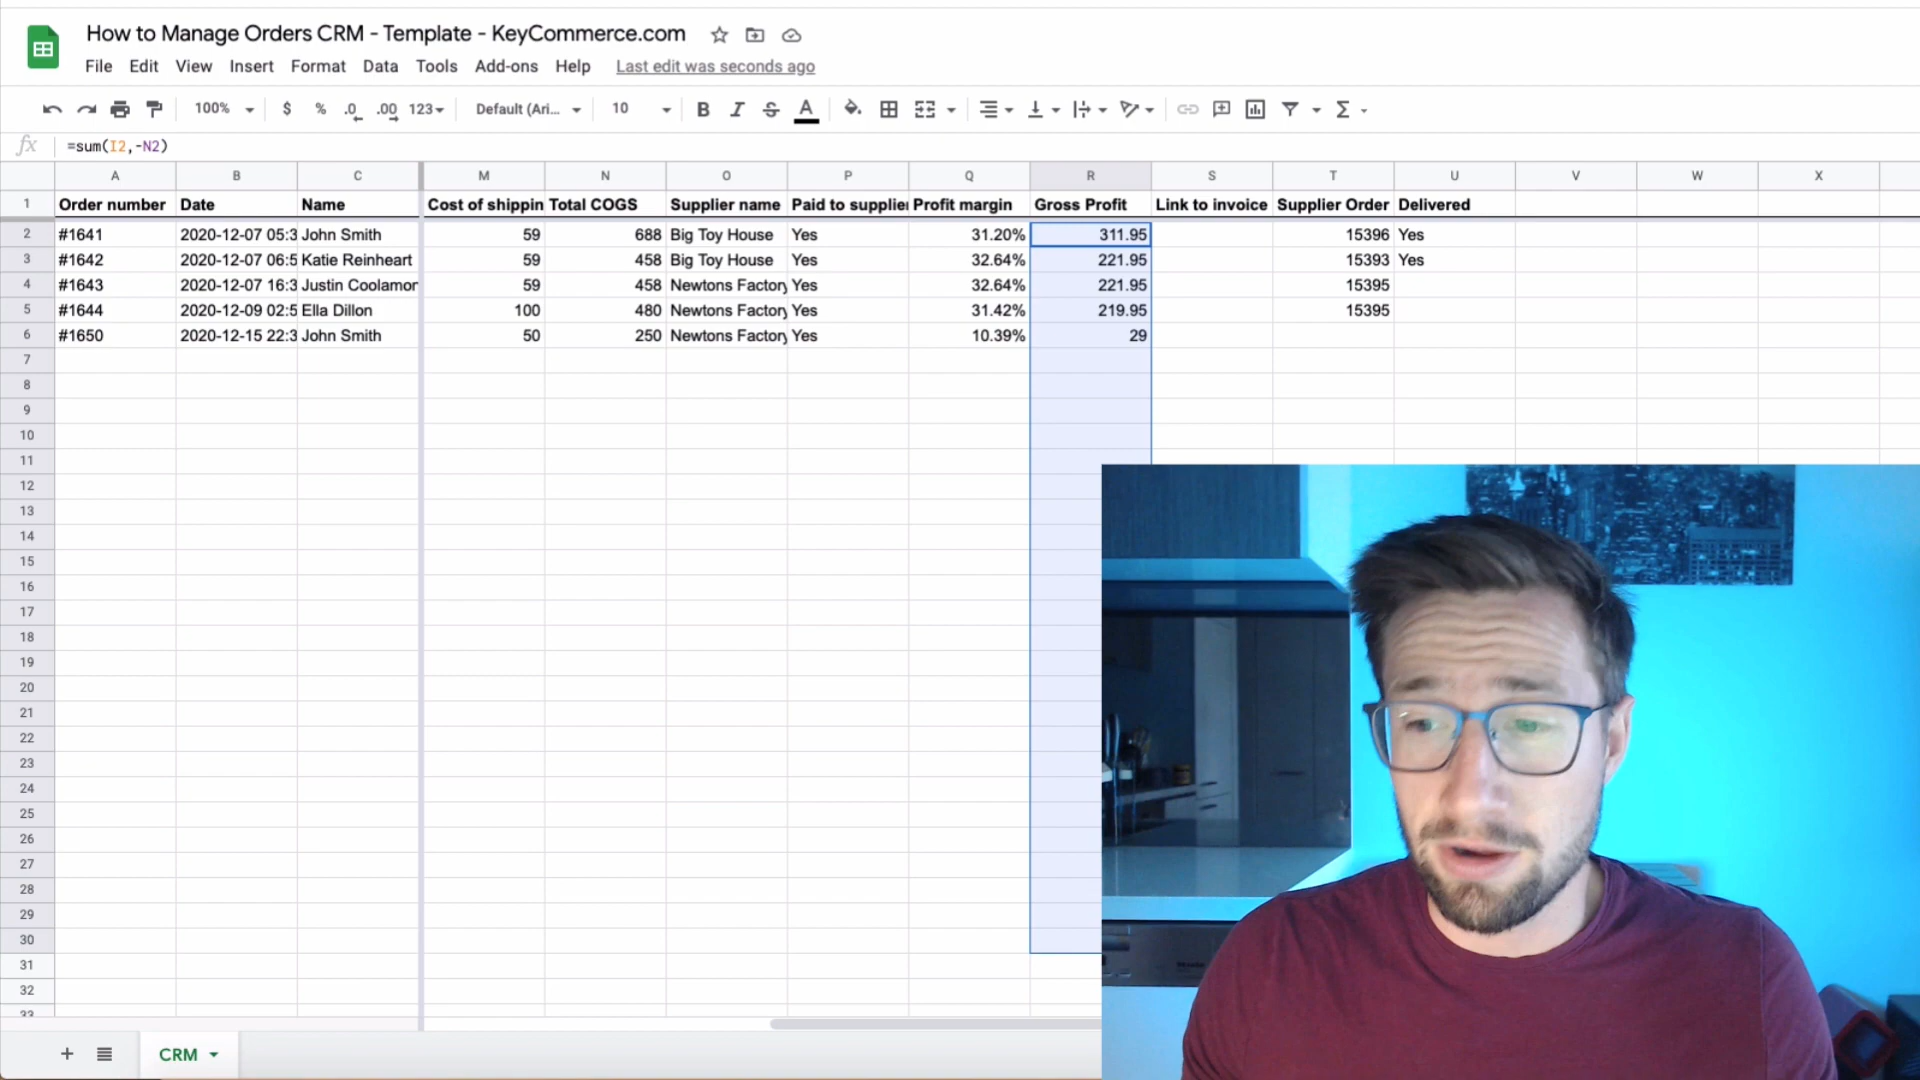 How to Manage Orders CRM - Template - KeyCommerce.com
File Edit View Insert Format Data Tools Add-ons Help Last edit was seconds ago
100% $ % .0 .00 123 Default (Ari... 10 B I S A Σ
fx =sum(I2,-N2)
A B C M N O P Q R S T U V W X
1 Order number Date Name Cost of shippin Total COGS Supplier name Paid to supplier Profit margin Gross Profit Link to invoice Supplier Order Delivered
2 #1641 2020-12-07 05:3 John Smith 59 688 Big Toy House Yes 31.20% 311.95 15396 Yes
3 #1642 2020-12-07 06:5 Katie Reinheart 59 458 Big Toy House Yes 32.64% 221.95 15393 Yes
4 #1643 2020-12-07 16:3 Justin Coolamon 59 458 Newtons Factory Yes 32.64% 221.95 15395
5 #1644 2020-12-09 02:5 Ella Dillon 100 480 Newtons Factory Yes 31.42% 219.95 15395
6 #1650 2020-12-15 22:3 John Smith 50 250 Newtons Factory Yes 10.39% 29
7
8
9
10
11
12
13
14
15
16
17
18
19
20
21
22
23
24
25
26
27
28
29
30
31
32
33
+ CRM